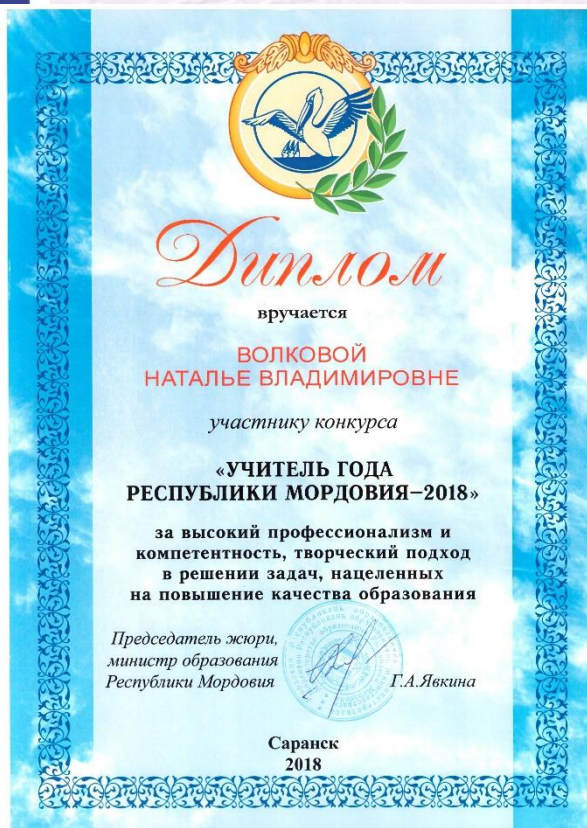 Диплом
вручается
ВОЛКОВОЙ
НАТАЛЬЕ ВЛАДИМИРОВНЕ
участнику конкурса
«УЧИТЕЛЬ ГОДА
РЕСПУБЛИКИ МОРДОВИЯ–2018»
за высокий профессионализм и
компетентность, творческий подход
в решении задач, нацеленных
на повышение качества образования
Председатель жюри,
министр образования
Республики Мордовия Г.А.Явкина
Саранск
2018